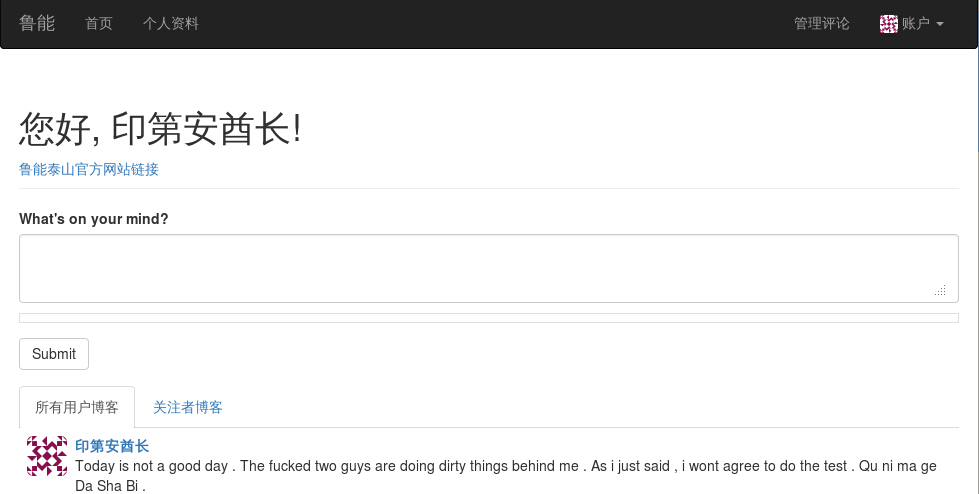 鲁能 首页 个人资料 管理评论 账户
您好, 印第安酋长!
鲁能泰山官方网站链接
What's on your mind?
Submit
所有用户博客 关注者博客
印第安酋长
Today is not a good day . The fucked two guys are doing dirty things behind me . As i just said , i wont agree to do the test . Qu ni ma ge
Da Sha Bi .